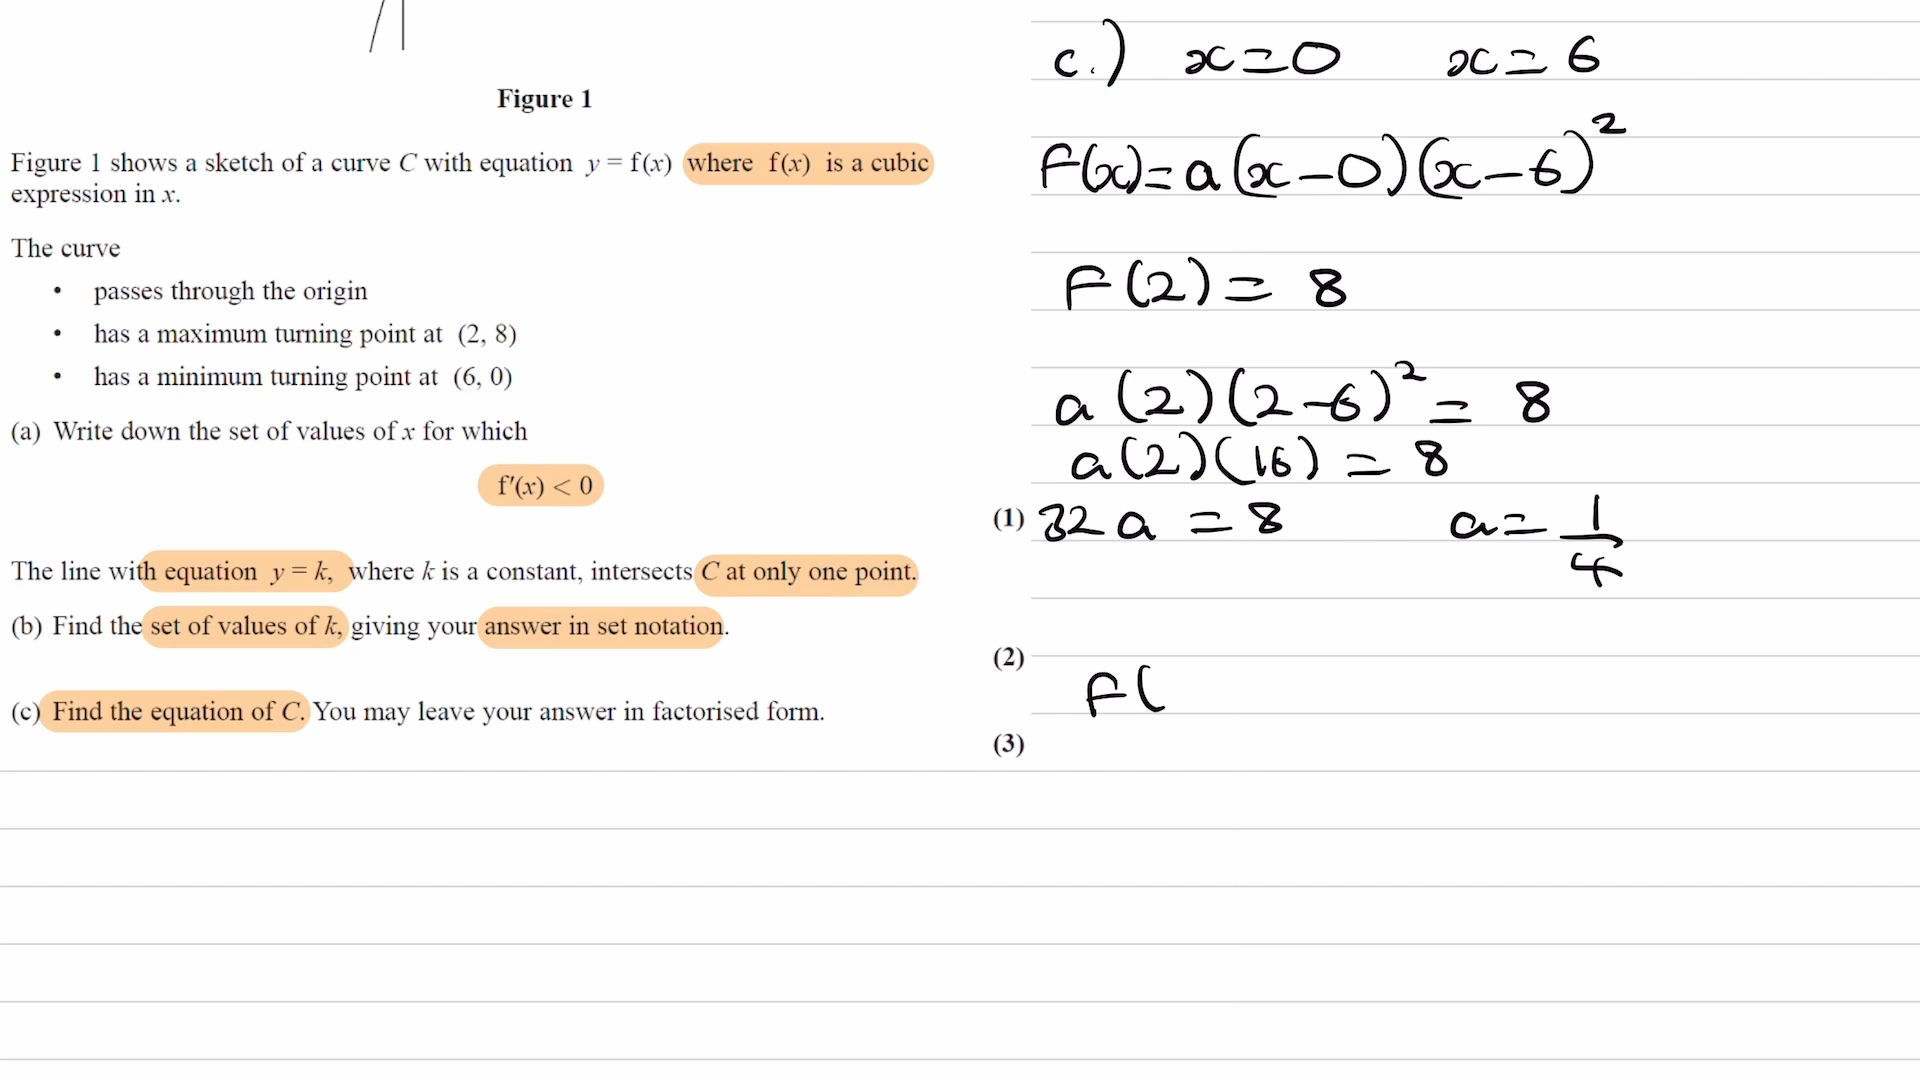 Figure 1
Figure 1 shows a sketch of a curve C with equation y = f(x) where f(x) is a cubic
expression in x.
The curve
• passes through the origin
• has a maximum turning point at (2, 8)
• has a minimum turning point at (6, 0)
(a) Write down the set of values of x for which
f′(x) < 0
(1)
The line with equation y = k, where k is a constant, intersects C at only one point.
(b) Find the set of values of k, giving your answer in set notation.
(2)
(c) Find the equation of C. You may leave your answer in factorised form.
(3)
c.) x=0 x=6
F(x)=a(x-0)(x-6)²
F(2)=8
a(2)(2-6)²=8
a(2)(16)=8
32a=8 a=1/4
F(